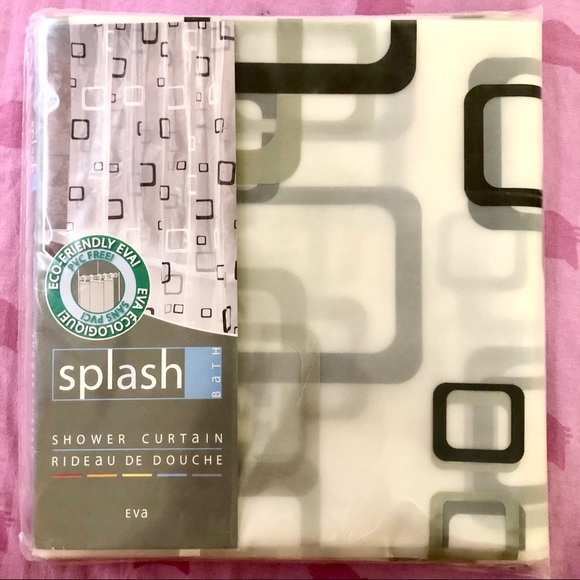 ECO-FRIENDLY EVA!
PVC FREE!
SANS PVC!
EVA ÉCOLOGIQUE!
splash
BATH
SHOWER CURTAIN
RIDEAU DE DOUCHE
EVA